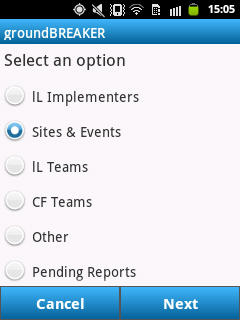 15:05
groundBREAKER
Select an option
IL Implementers
Sites & Events
IL Teams
CF Teams
Other
Pending Reports
Cancel
Next